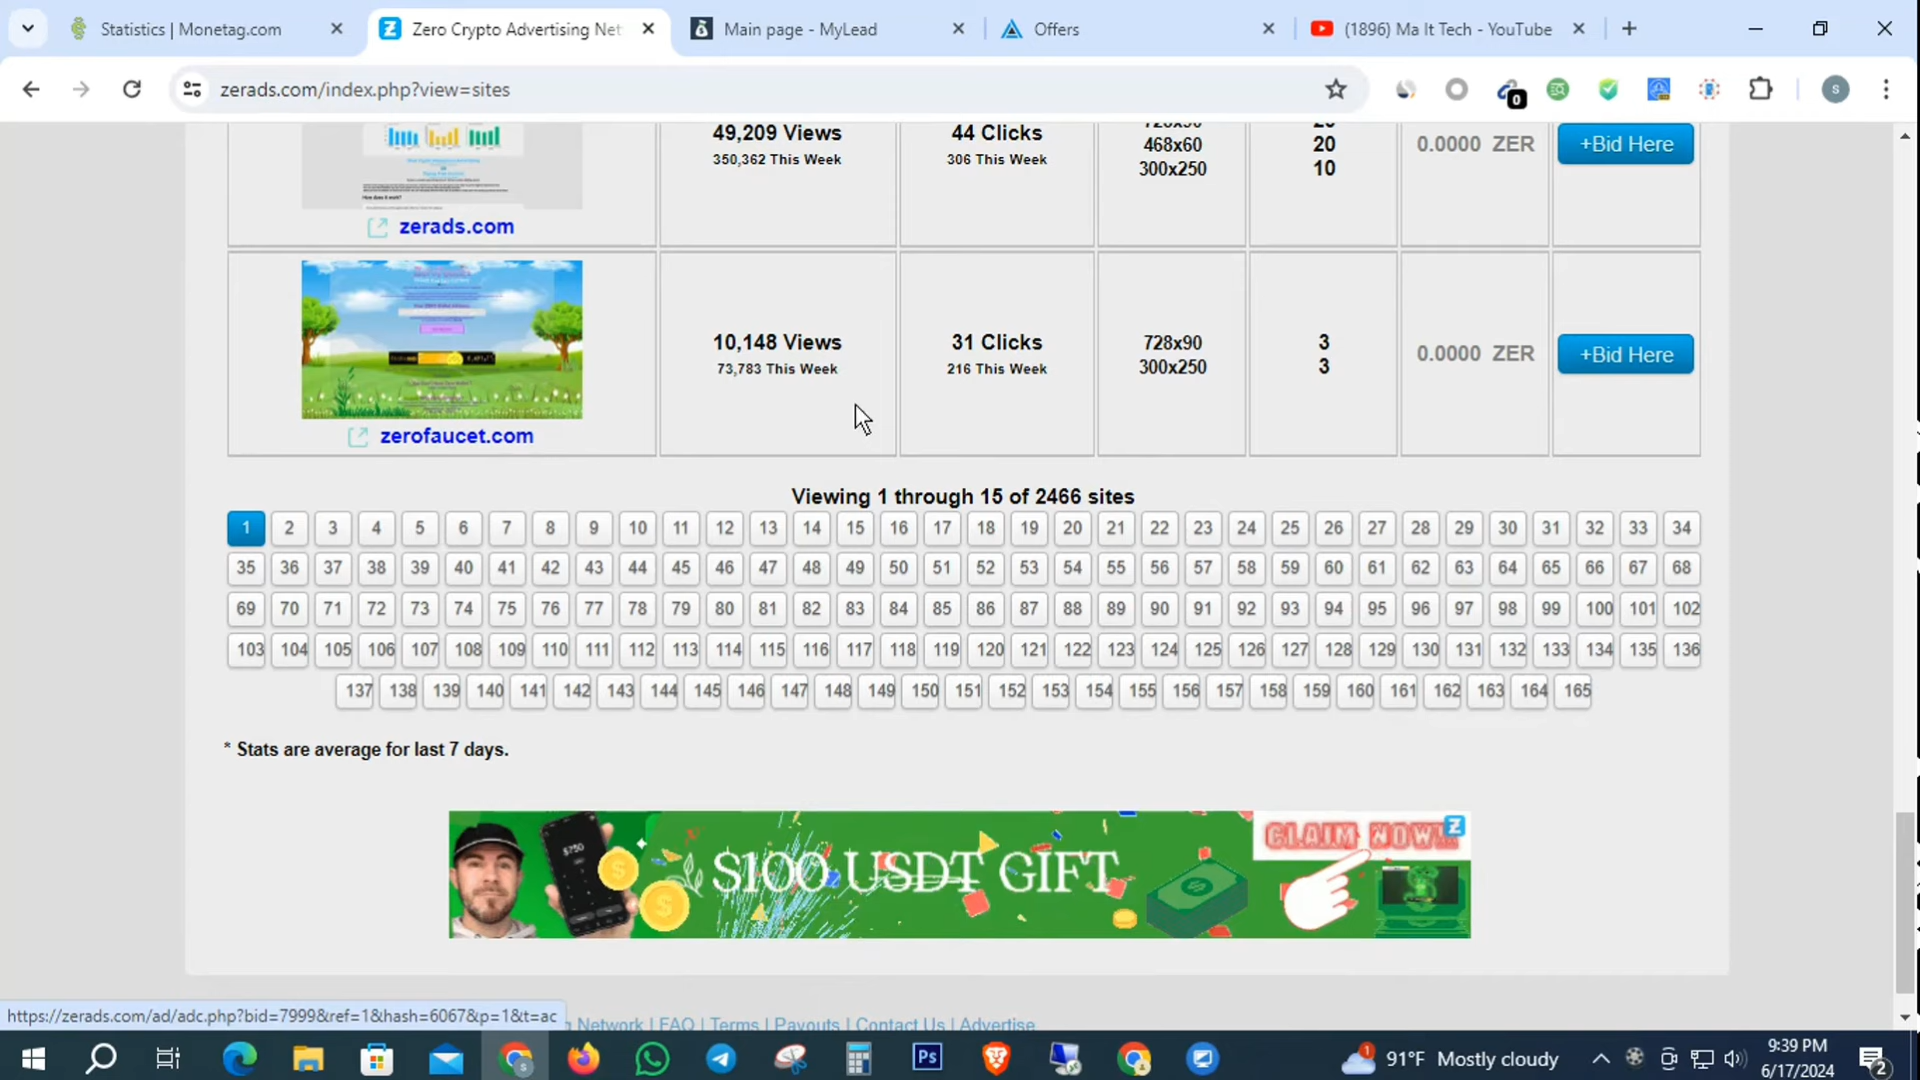 Statistics | Monetag.com
Zero Crypto Advertising Net
Main page - MyLead
Offers
(1896) Ma It Tech - YouTube
zerads.com/index.php?view=sites
0
S
49,209 Views
350,362 This Week
44 Clicks
306 This Week
468x60
300x250
20
10
0.0000 ZER
+Bid Here
zerads.com
10,148 Views
73,783 This Week
31 Clicks
216 This Week
728x90
300x250
3
3
0.0000 ZER
+Bid Here
zerofaucet.com
Viewing 1 through 15 of 2466 sites
1 2 3 4 5 6 7 8 9 10 11 12 13 14 15 16 17 18 19 20 21 22 23 24 25 26 27 28 29 30 31 32 33 34
35 36 37 38 39 40 41 42 43 44 45 46 47 48 49 50 51 52 53 54 55 56 57 58 59 60 61 62 63 64 65 66 67 68
69 70 71 72 73 74 75 76 77 78 79 80 81 82 83 84 85 86 87 88 89 90 91 92 93 94 95 96 97 98 99 100 101 102
103 104 105 106 107 108 109 110 111 112 113 114 115 116 117 118 119 120 121 122 123 124 125 126 127 128 129 130 131 132 133 134 135 136
137 138 139 140 141 142 143 144 145 146 147 148 149 150 151 152 153 154 155 156 157 158 159 160 161 162 163 164 165
* Stats are average for last 7 days.
$100 USDT GIFT
CLAIM NOW!
https://zerads.com/ad/adc.php?bid=7999&ref=1&hash=6067&p=1&t=ac
Network | FAQ | Terms | Payouts | Contact Us | Advertise
Ps
1
91°F Mostly cloudy
9:39 PM
6/17/2024
2